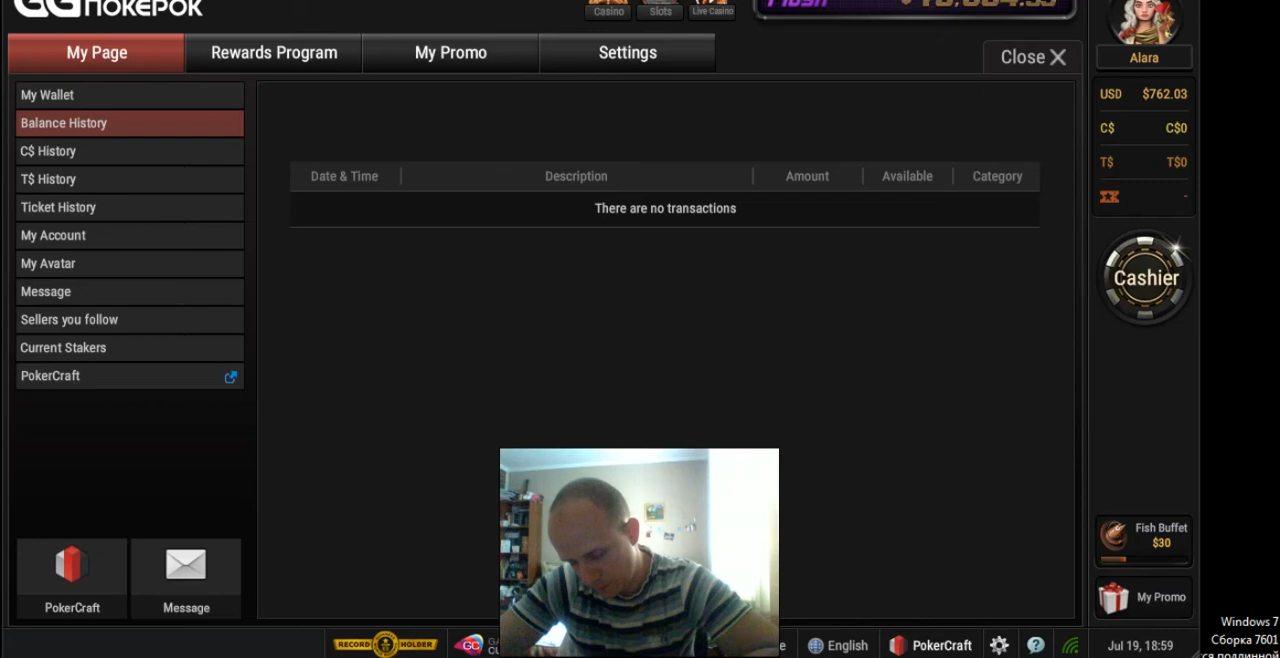 GGПОКЕРОК
Casino
Slots
Live Casino
Flush
My Page
Rewards Program
My Promo
Settings
Close
Alara
USD $762.03
C$ C$0
T$ T$0
-
My Wallet
Balance History
C$ History
T$ History
Ticket History
My Account
My Avatar
Message
Sellers you follow
Current Stakers
PokerCraft
Date & Time
Description
Amount
Available
Category
There are no transactions
Cashier
Fish Buffet
$30
My Promo
PokerCraft
Message
RECORD HOLDER
GC
English
PokerCraft
Jul 19, 18:59
Windows 7
Сборка 7601